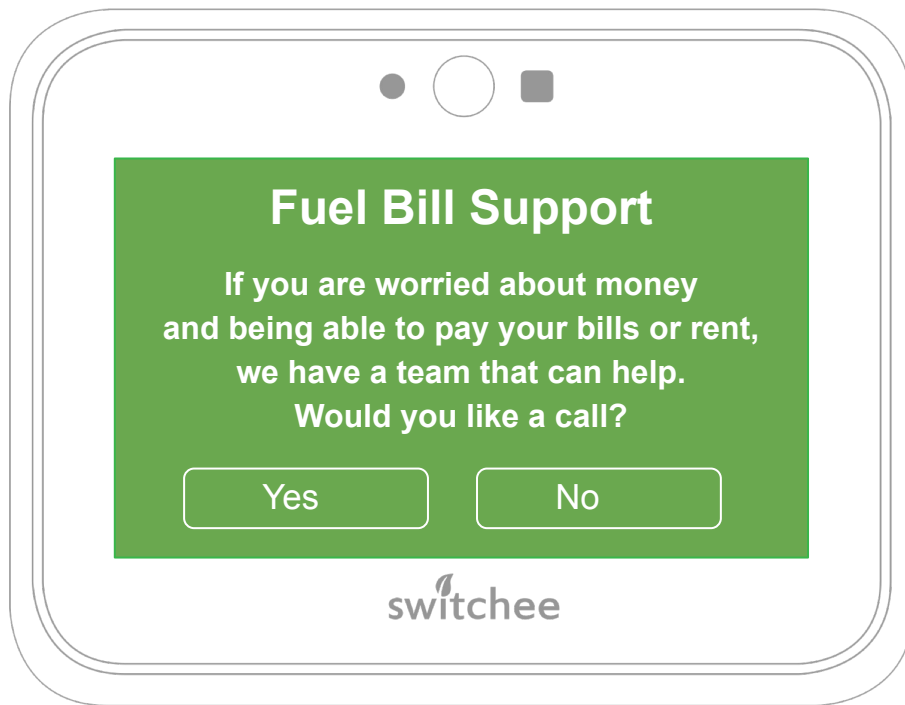 Fuel Bill Support
If you are worried about money
and being able to pay your bills or rent,
we have a team that can help.
Would you like a call?
Yes No
switchee